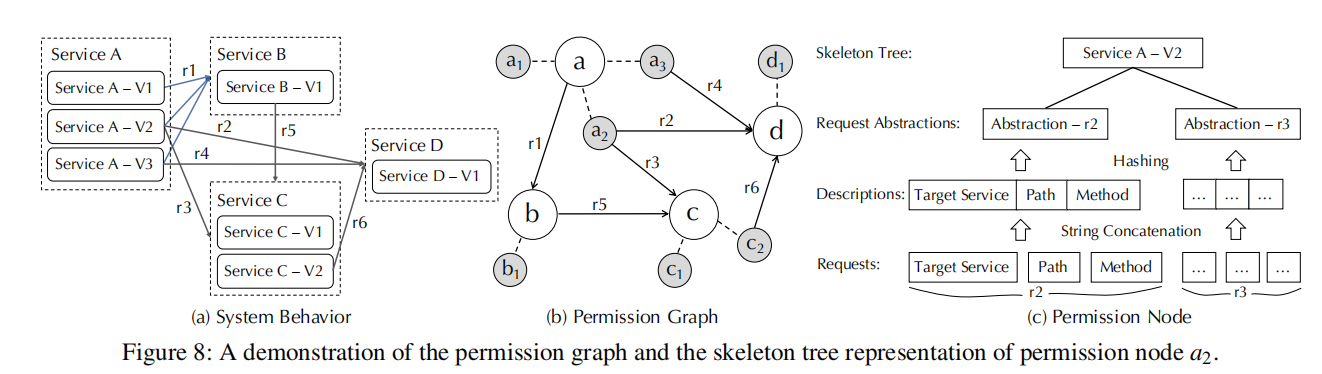 Service A
Service A – V1
Service A – V2
Service A – V3
r1
Service B
Service B – V1
r2
r5
r4
Service D
Service D – V1
r3
Service C
Service C – V1
Service C – V2
r6
(a) System Behavior
a1
a
a3
d1
r4
a2
r2
d
r1
r3
r6
b
r5
c
c2
b1
c1
(b) Permission Graph
Skeleton Tree:
Service A – V2
Request Abstractions:
Abstraction – r2
Abstraction – r3
Hashing
Descriptions:
Target Service Path Method
... ... ...
String Concatenation
Requests:
Target Service Path Method
... ... ...
r2
r3
(c) Permission Node
Figure 8: A demonstration of the permission graph and the skeleton tree representation of permission node a2.